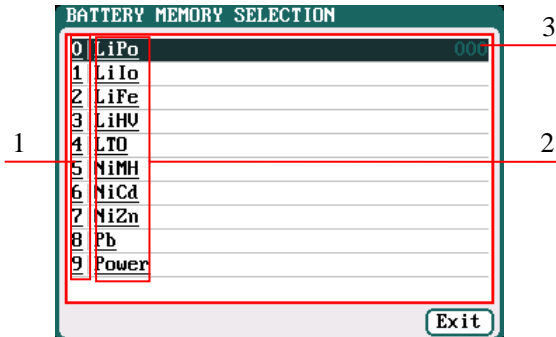 BATTERY MEMORY SELECTION
3
0 LiPo 000
1 LiIo
2 LiFe
3 LiHV
1
4 LTO
2
5 NiMH
6 NiCd
7 NiZn
8 Pb
9 Power
Exit